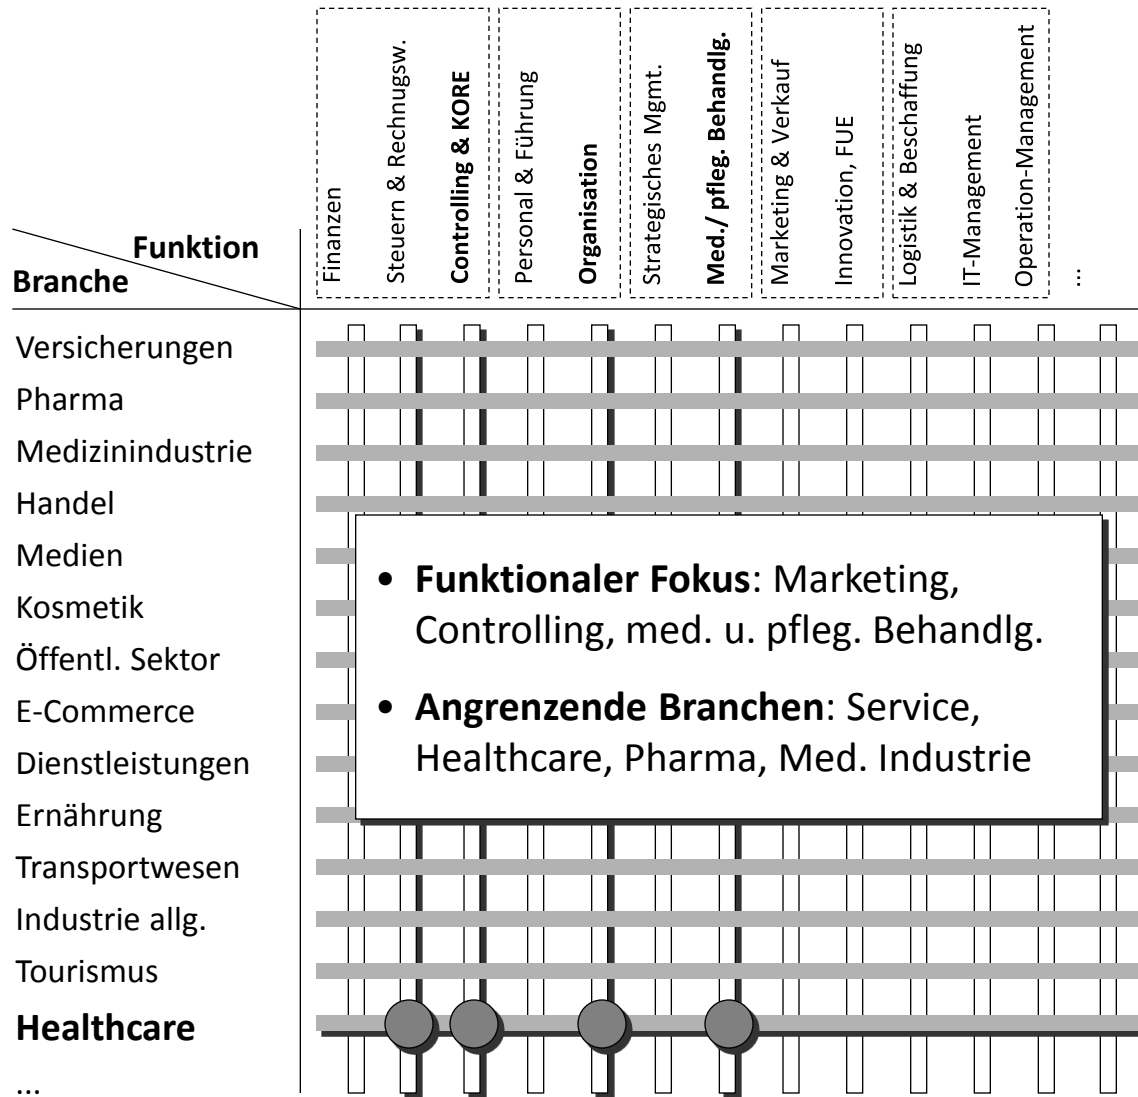 Finanzen
Steuern & Rechnugsw.
Controlling & KORE
Personal & Führung
Organisation
Strategisches Mgmt.
Med./ pfleg. Behandlg.
Marketing & Verkauf
Innovation, FUE
Logistik & Beschaffung
IT-Management
Operation-Management
...
Funktion
Branche
Versicherungen
Pharma
Medizinindustrie
Handel
Medien
Kosmetik
Öffentl. Sektor
E-Commerce
Dienstleistungen
Ernährung
Transportwesen
Industrie allg.
Tourismus
Healthcare
...
• Funktionaler Fokus: Marketing,
Controlling, med. u. pfleg. Behandlg.
• Angrenzende Branchen: Service,
Healthcare, Pharma, Med. Industrie